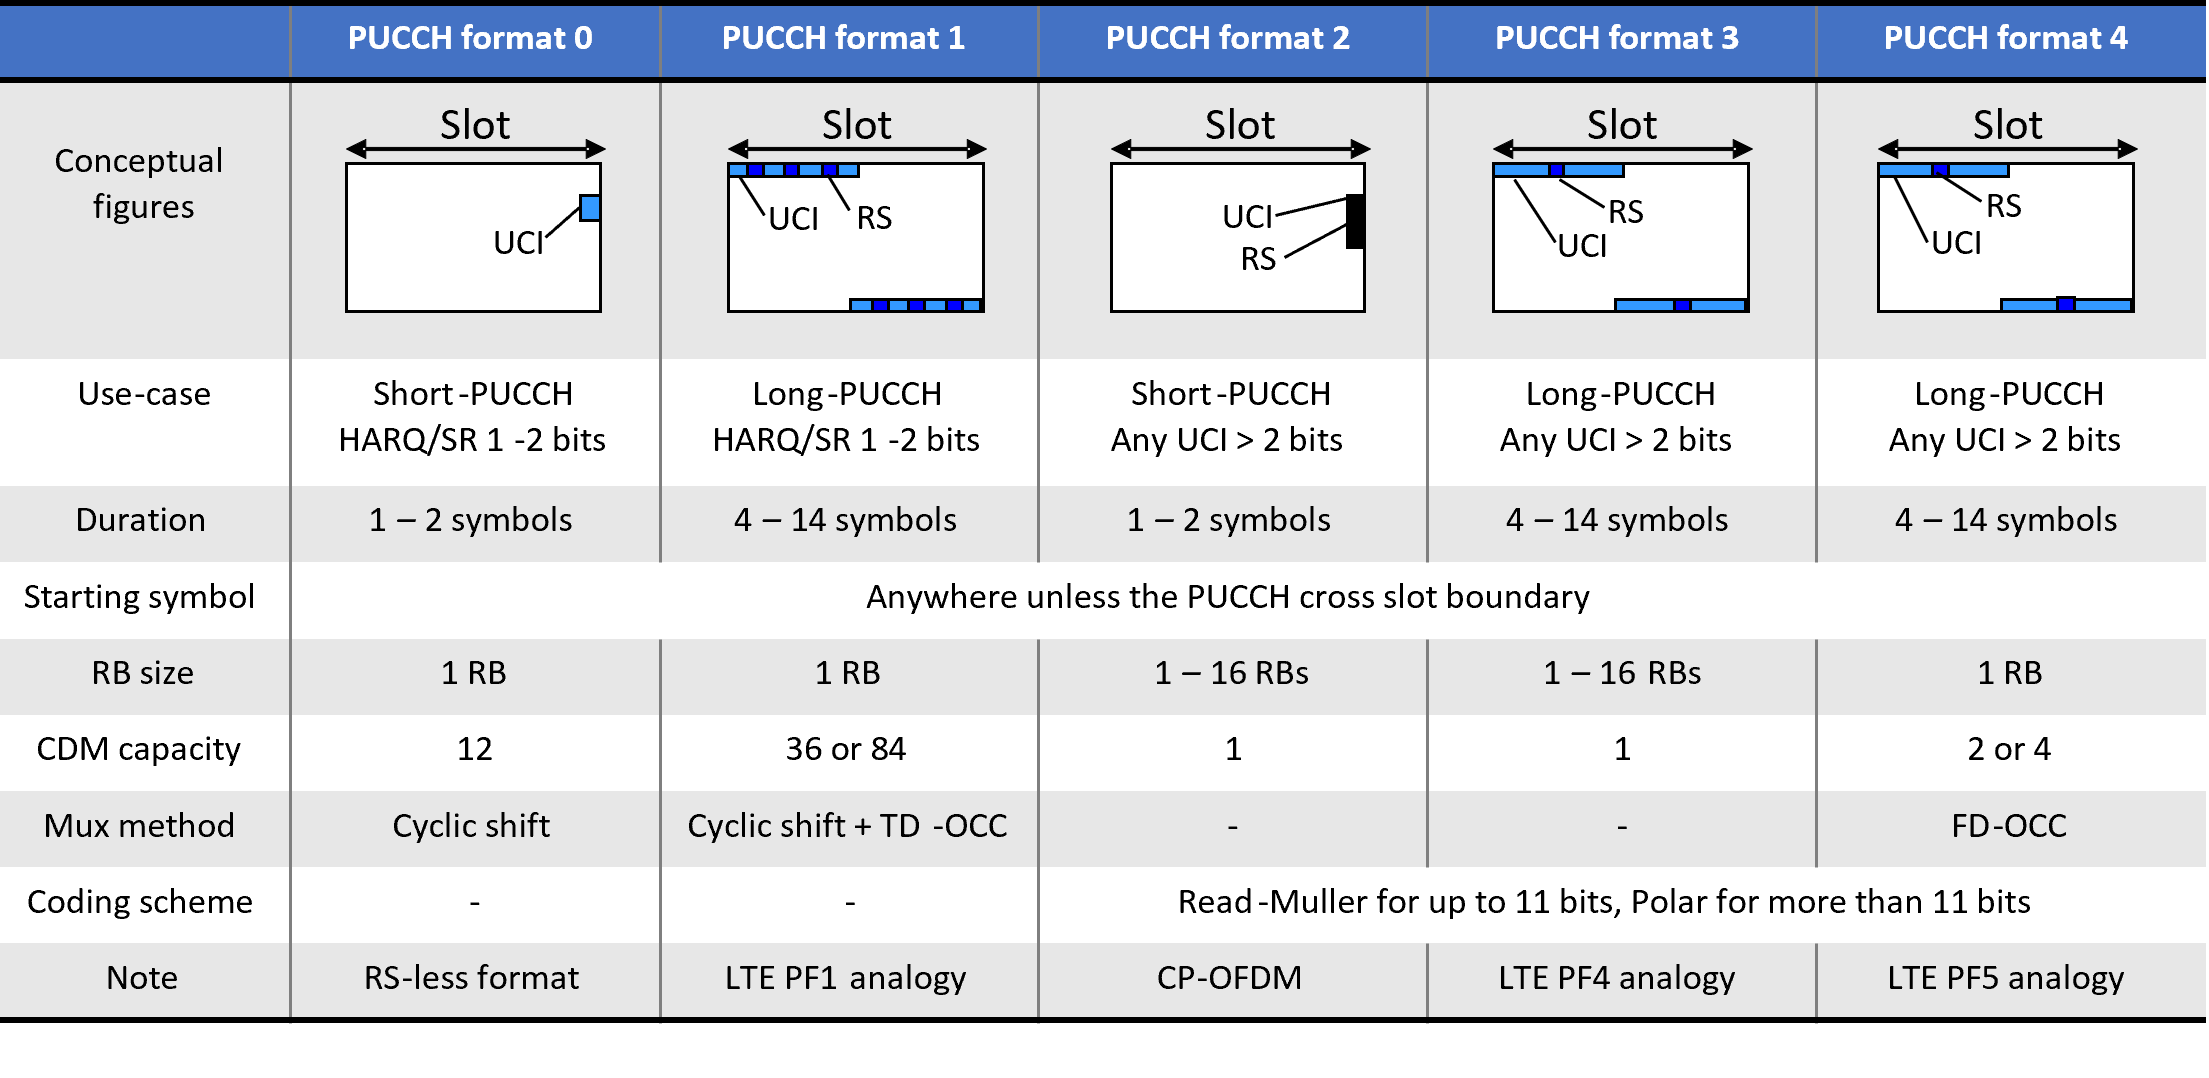 PUCCH format 0 PUCCH format 1 PUCCH format 2 PUCCH format 3 PUCCH format 4
Conceptual
figures
Slot
UCI
Slot
UCI RS
Slot
UCI
RS
Slot
RS
UCI
Slot
RS
UCI
Use-case
Short-PUCCH
HARQ/SR 1 -2 bits
Long-PUCCH
HARQ/SR 1 -2 bits
Short-PUCCH
Any UCI > 2 bits
Long-PUCCH
Any UCI > 2 bits
Long-PUCCH
Any UCI > 2 bits
Duration 1 – 2 symbols 4 – 14 symbols 1 – 2 symbols 4 – 14 symbols 4 – 14 symbols
Starting symbol Anywhere unless the PUCCH cross slot boundary
RB size 1 RB 1 RB 1 – 16 RBs 1 – 16 RBs 1 RB
CDM capacity 12 36 or 84 1 1 2 or 4
Mux method Cyclic shift Cyclic shift + TD -OCC - - FD-OCC
Coding scheme - - Read-Muller for up to 11 bits, Polar for more than 11 bits
Note RS-less format LTE PF1 analogy CP-OFDM LTE PF4 analogy LTE PF5 analogy